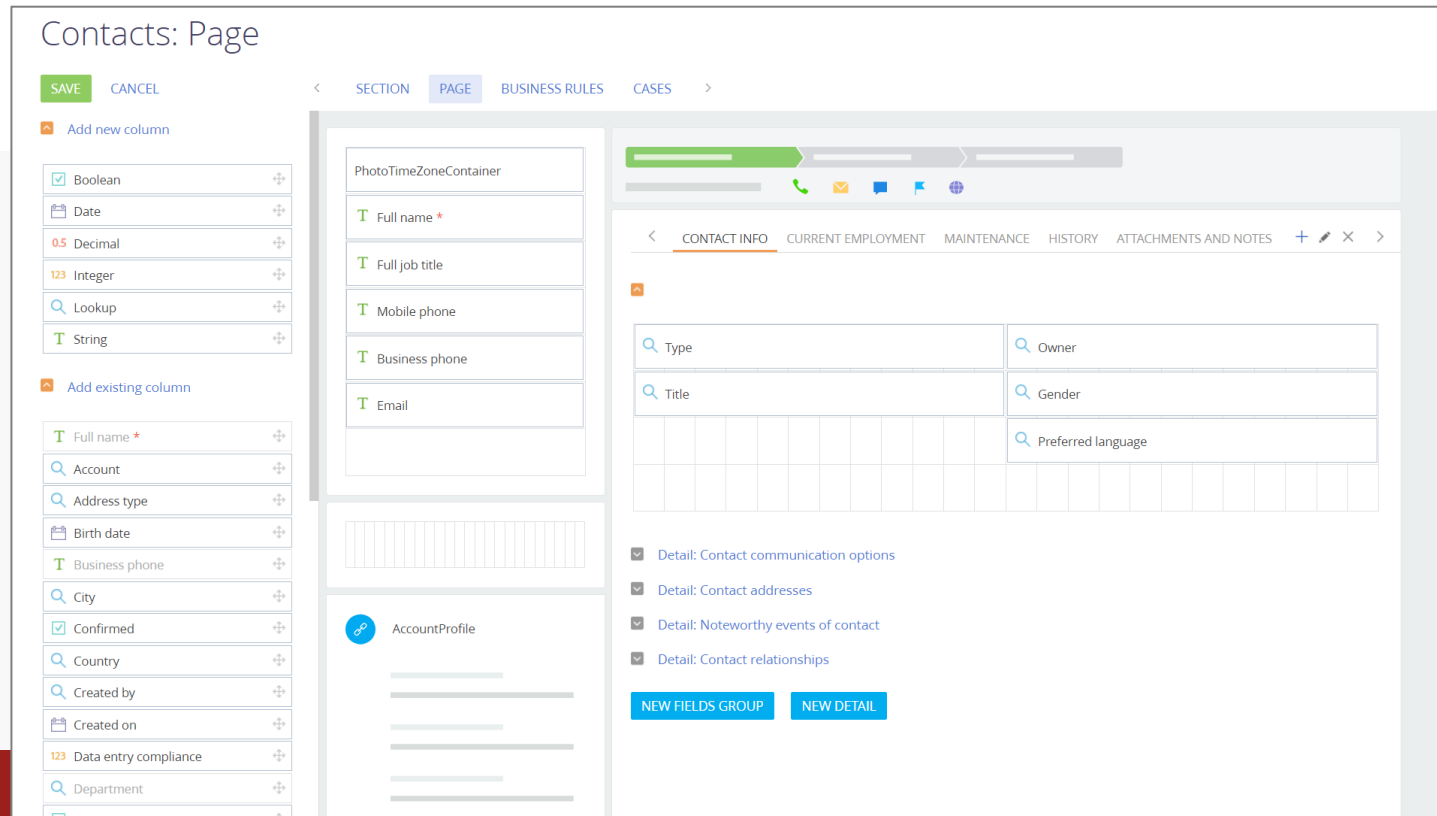 Contacts: Page
SAVE CANCEL
SECTION PAGE BUSINESS RULES CASES
Add new column
Boolean
Date
0.5 Decimal
123 Integer
Lookup
T String
Add existing column
T Full name *
Account
Address type
Birth date
T Business phone
City
Confirmed
Country
Created by
Created on
123 Data entry compliance
Department
PhotoTimeZoneContainer
T Full name *
T Full job title
T Mobile phone
T Business phone
T Email
AccountProfile
CONTACT INFO CURRENT EMPLOYMENT MAINTENANCE HISTORY ATTACHMENTS AND NOTES
Type Owner
Title Gender
Preferred language
Detail: Contact communication options
Detail: Contact addresses
Detail: Noteworthy events of contact
Detail: Contact relationships
NEW FIELDS GROUP NEW DETAIL